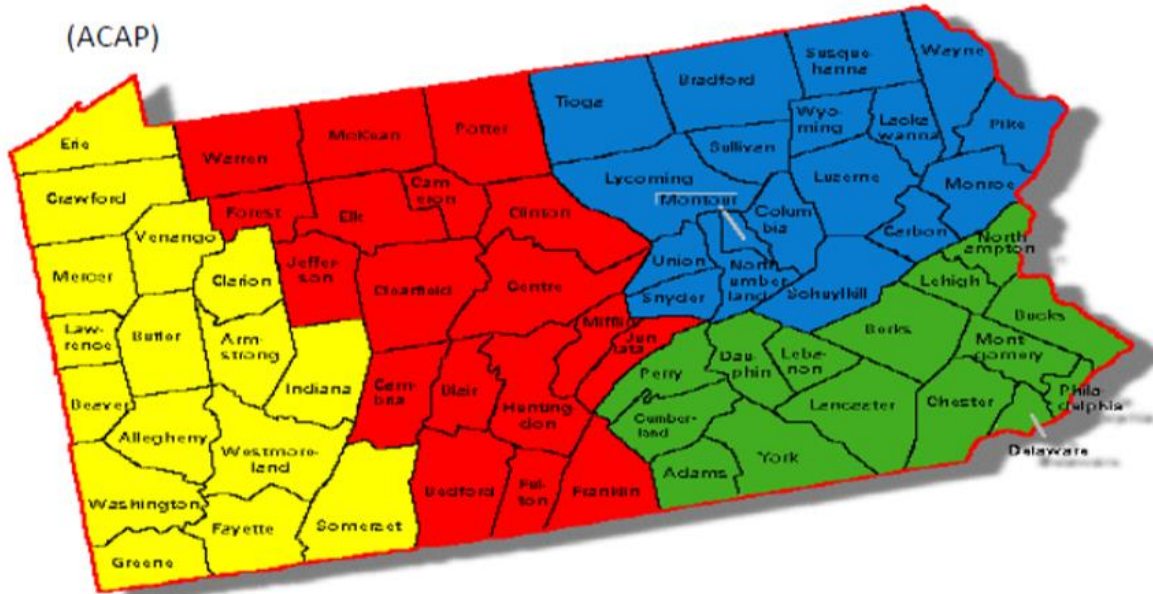 (ACAP)
Erie
Crawford
Mercer
Venango
Law-
rence
Butler
Clarion
Arm-
strong
Beaver
Allegheny
Indiana
Westmore-
land
Washington
Fayette
Greene
Somerset
Warren
McKean
Potter
Forest
Elk
Cam-
eron
Clinton
Jeffer-
son
Clearfield
Centre
Mifflin
Jun
iata
Cam-
bria
Blair
Hunting-
don
Bedford
Ful-
ton
Franklin
Tioga
Bradford
Susque-
hanna
Wayne
Wyo-
ming
Lacka
wanna
Pike
Sullivan
Lycoming
Luzerne
Monroe
Montour
Colum
bia
Carbon
Union
North
umber
land
Snyder
Schuylkill
North
ampton
Lehigh
Berks
Bucks
Mont
gomery
Perry
Dau-
phin
Leba-
non
Cumber-
land
Lancaster
Chester
Phila
delphia
Adams
York
Delaware